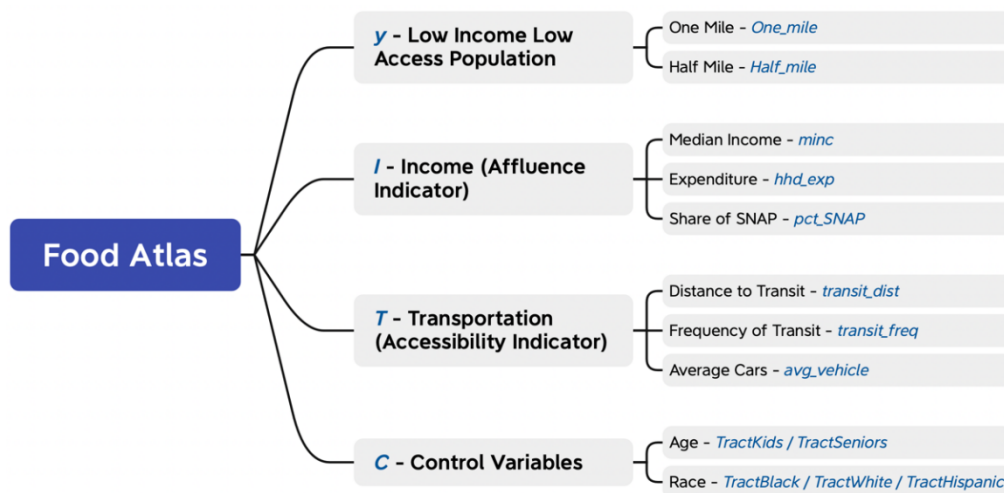 Food Atlas
y - Low Income Low
Access Population
One Mile - One_mile
Half Mile - Half_mile
I - Income (Affluence
Indicator)
Median Income - minc
Expenditure - hhd_exp
Share of SNAP - pct_SNAP
T - Transportation
(Accessibility Indicator)
Distance to Transit - transit_dist
Frequency of Transit - transit_freq
Average Cars - avg_vehicle
C - Control Variables
Age - TractKids / TractSeniors
Race - TractBlack / TractWhite / TractHispanic